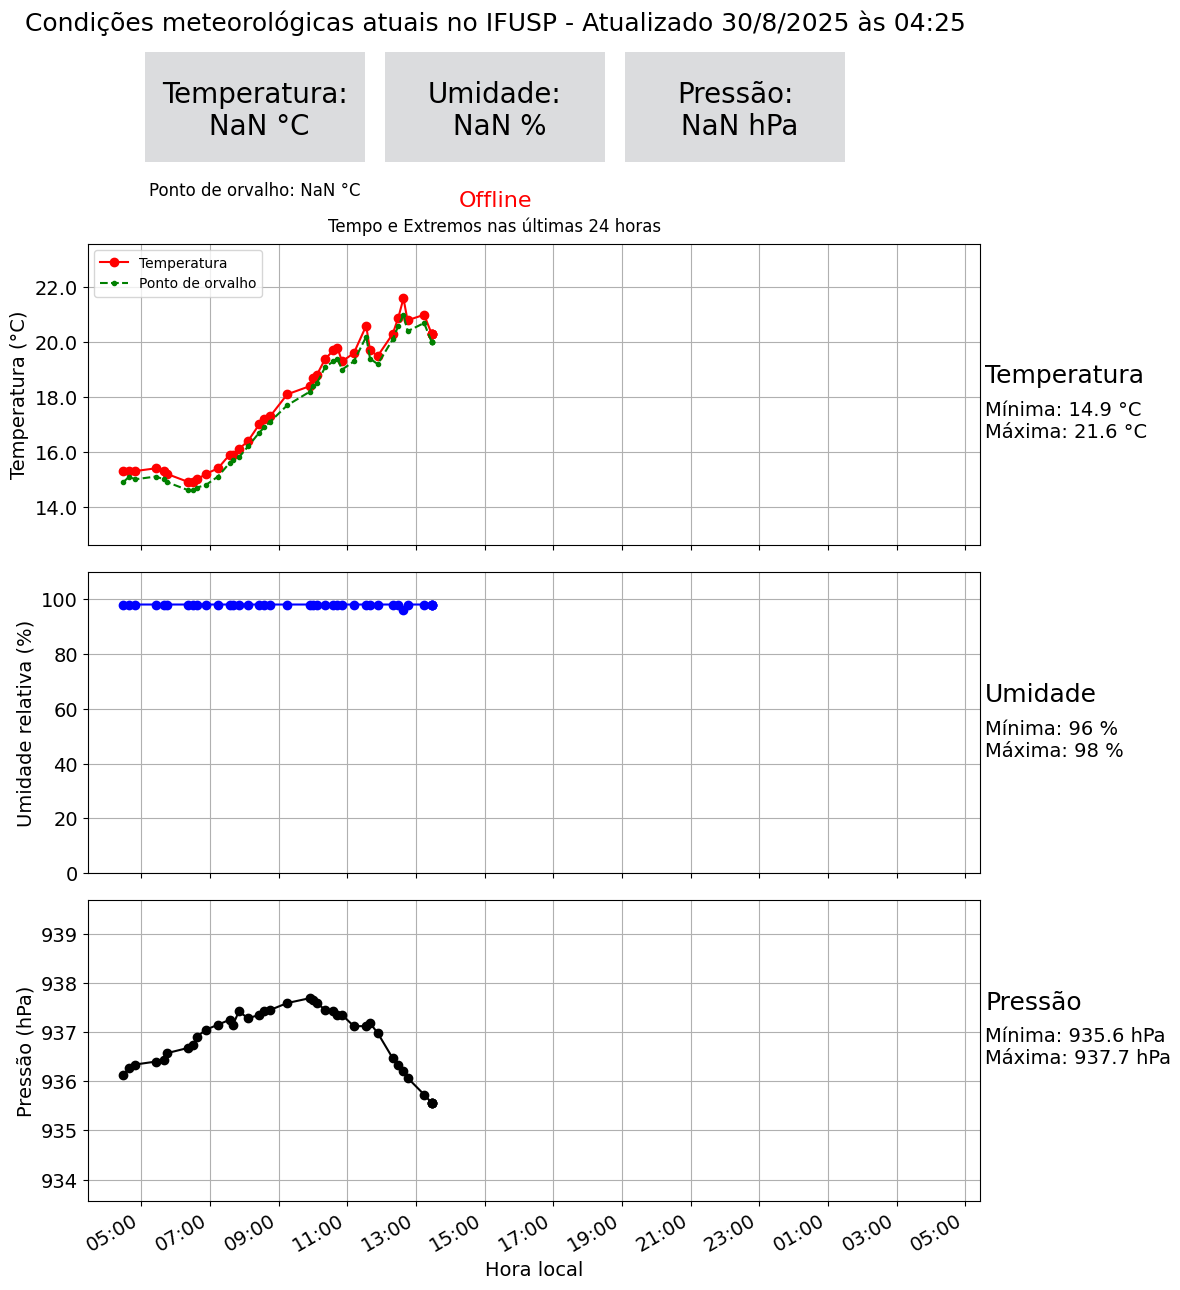 Condições meteorológicas atuais no IFUSP - Atualizado 30/8/2025 às 04:25
Temperatura:
NaN °C
Umidade:
NaN %
Pressão:
NaN hPa
Ponto de orvalho: NaN °C
Offline
Tempo e Extremos nas últimas 24 horas
Temperatura
Ponto de orvalho
Temperatura (°C)
22.0
20.0
18.0
16.0
14.0
Temperatura
Mínima: 14.9 °C
Máxima: 21.6 °C
Umidade relativa (%)
100
80
60
40
20
0
Umidade
Mínima: 96 %
Máxima: 98 %
Pressão (hPa)
939
938
937
936
935
934
Pressão
Mínima: 935.6 hPa
Máxima: 937.7 hPa
05:00 07:00 09:00 11:00 13:00 15:00 17:00 19:00 21:00 23:00 01:00 03:00 05:00
Hora local